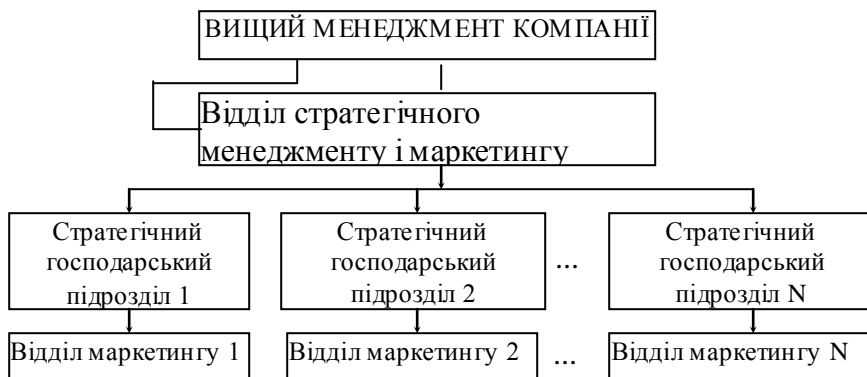 ВИЩИЙ МЕНЕДЖМЕНТ КОМПАНІЇ
Відділ стратегічного
менеджменту і маркетингу
Стратегічний
господарський
підрозділ 1
Стратегічний
господарський
підрозділ 2
...
Стратегічний
господарський
підрозділ N
Відділ маркетингу 1
Відділ маркетингу 2
...
Відділ маркетингу N